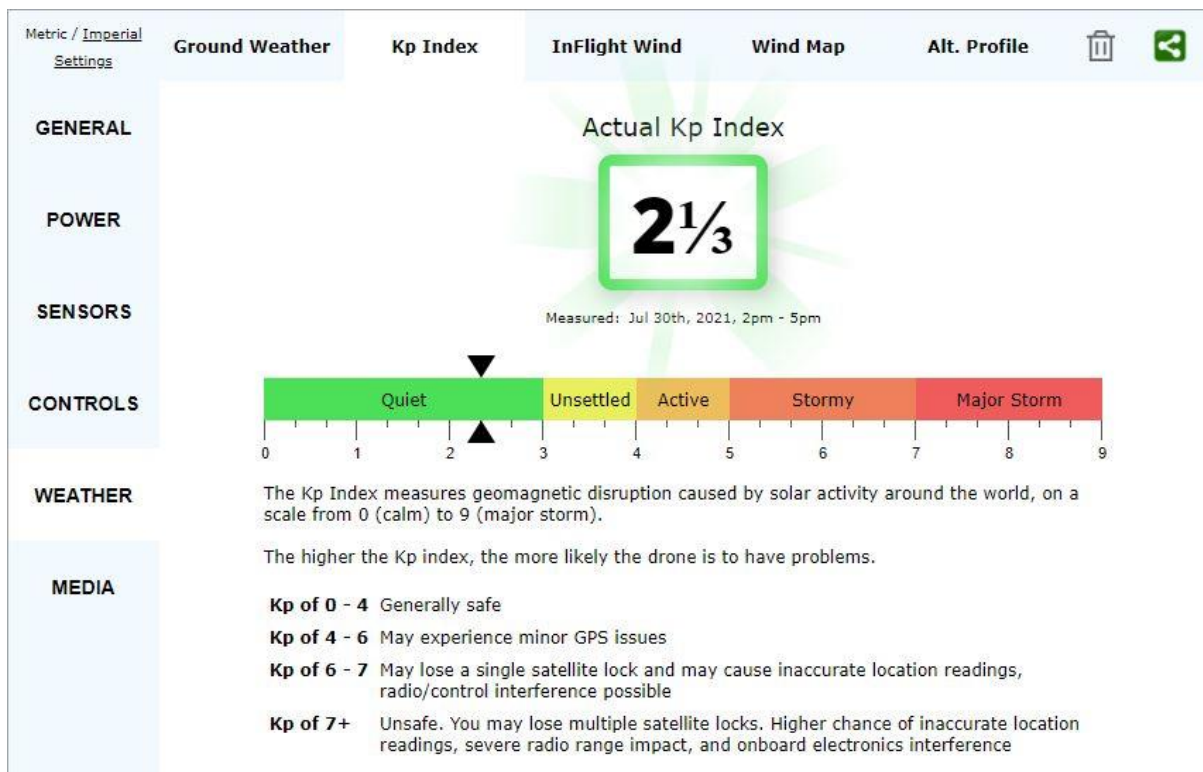 Metric / Imperial
Settings
Ground Weather
Kp Index
InFlight Wind
Wind Map
Alt. Profile
GENERAL
POWER
SENSORS
CONTROLS
WEATHER
MEDIA
Actual Kp Index
2⅓
Measured: Jul 30th, 2021, 2pm - 5pm
Quiet Unsettled Active Stormy Major Storm
0 1 2 3 4 5 6 7 8 9
The Kp Index measures geomagnetic disruption caused by solar activity around the world, on a
scale from 0 (calm) to 9 (major storm).
The higher the Kp index, the more likely the drone is to have problems.
Kp of 0 - 4 Generally safe
Kp of 4 - 6 May experience minor GPS issues
Kp of 6 - 7 May lose a single satellite lock and may cause inaccurate location readings,
radio/control interference possible
Kp of 7+ Unsafe. You may lose multiple satellite locks. Higher chance of inaccurate location
readings, severe radio range impact, and onboard electronics interference